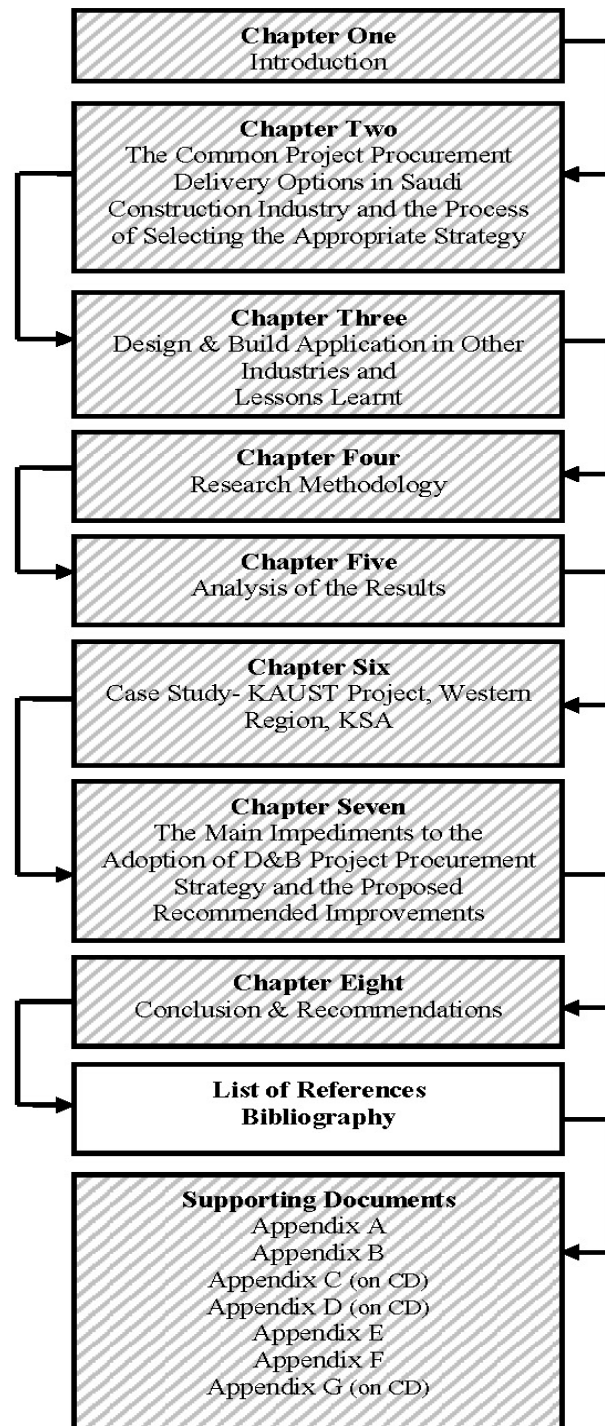 Chapter One
Introduction
Chapter Two
The Common Project Procurement
Delivery Options in Saudi
Construction Industry and the Process
of Selecting the Appropriate Strategy
Chapter Three
Design & Build Application in Other
Industries and
Lessons Learnt
Chapter Four
Research Methodology
Chapter Five
Analysis of the Results
Chapter Six
Case Study- KAUST Project, Western
Region, KSA
Chapter Seven
The Main Impediments to the
Adoption of D&B Project Procurement
Strategy and the Proposed
Recommended Improvements
Chapter Eight
Conclusion & Recommendations
List of References
Bibliography
Supporting Documents
Appendix A
Appendix B
Appendix C (on CD)
Appendix D (on CD)
Appendix E
Appendix F
Appendix G (on CD)